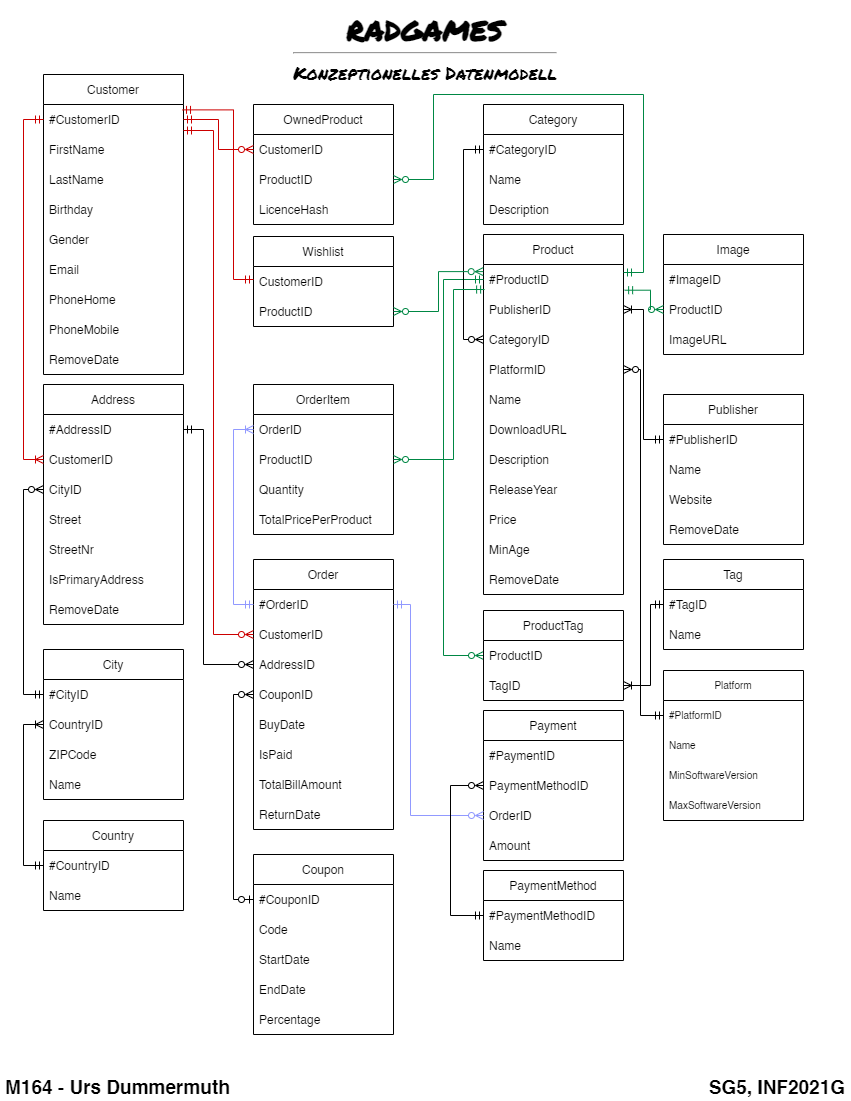 RADGAMES
KONZEPTIONELLES DATENMODELL
Customer
#CustomerID
FirstName
LastName
Birthday
Gender
Email
PhoneHome
PhoneMobile
RemoveDate
Address
#AddressID
CustomerID
CityID
Street
StreetNr
IsPrimaryAddress
RemoveDate
City
#CityID
CountryID
ZIPCode
Name
Country
#CountryID
Name
OwnedProduct
CustomerID
ProductID
LicenceHash
Wishlist
CustomerID
ProductID
OrderItem
OrderID
ProductID
Quantity
TotalPricePerProduct
Order
#OrderID
CustomerID
AddressID
CouponID
BuyDate
IsPaid
TotalBillAmount
ReturnDate
Coupon
#CouponID
Code
StartDate
EndDate
Percentage
Category
#CategoryID
Name
Description
Product
#ProductID
PublisherID
CategoryID
PlatformID
Name
DownloadURL
Description
ReleaseYear
Price
MinAge
RemoveDate
ProductTag
ProductID
TagID
Payment
#PaymentID
PaymentMethodID
OrderID
Amount
PaymentMethod
#PaymentMethodID
Name
Image
#ImageID
ProductID
ImageURL
Publisher
#PublisherID
Name
Website
RemoveDate
Tag
#TagID
Name
Platform
#PlatformID
Name
MinSoftwareVersion
MaxSoftwareVersion
M164 - Urs Dummermuth
SG5, INF2021G